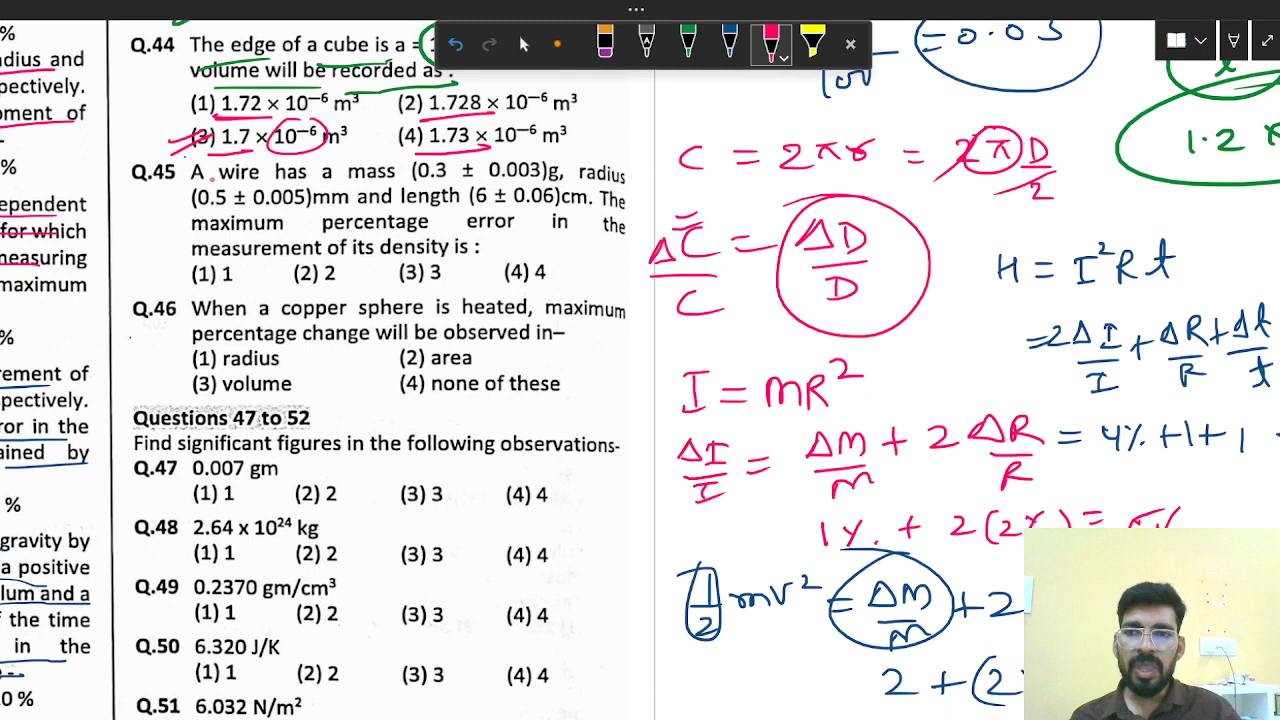 %
adius and
pectively.
oment of
%
ependent
for which
measuring
maximum
%
rement of
spectively.
ror in the
ained by
%
gravity by
a positive
lum and a
f the time
in the
.0 %
Q.44 The edge of a cube is a =
volume will be recorded as :
(1) 1.72 × 10⁻⁶ m³ (2) 1.728 × 10⁻⁶ m³
(3) 1.7 × 10⁻⁶ m³ (4) 1.73 × 10⁻⁶ m³
Q.45 A wire has a mass (0.3 ± 0.003)g, radius
(0.5 ± 0.005)mm and length (6 ± 0.06)cm. The
maximum percentage error in the
measurement of its density is :
(1) 1 (2) 2 (3) 3 (4) 4
Q.46 When a copper sphere is heated, maximum
percentage change will be observed in–
(1) radius (2) area
(3) volume (4) none of these
Questions 47 to 52
Find significant figures in the following observations-
Q.47 0.007 gm
(1) 1 (2) 2 (3) 3 (4) 4
Q.48 2.64 x 10²⁴ kg
(1) 1 (2) 2 (3) 3 (4) 4
Q.49 0.2370 gm/cm³
(1) 1 (2) 2 (3) 3 (4) 4
Q.50 6.320 J/K
(1) 1 (2) 2 (3) 3 (4) 4
Q.51 6.032 N/m²
100 = 0.03
C = 2πr = 2π D/2
ΔC/C = ΔD/D
I = MR²
ΔI/I = ΔM/M + 2 ΔR/R = 4% + 1 + 1
1%. + 2(2%) =
1/2 mv² = ΔM/M + 2
2 + (2
1.2 x
H = I²Rt
= 2ΔI/I + ΔR/R + Δt/t